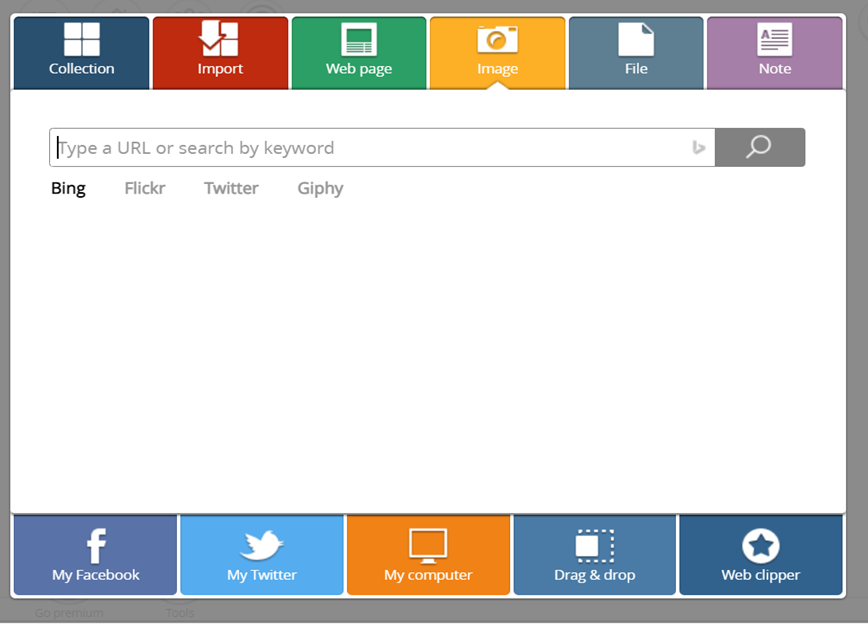 Collection Import Web page Image File Note
Type a URL or search by keyword
Bing Flickr Twitter Giphy
My Facebook My Twitter My computer Drag & drop Web clipper
Go premium Tools